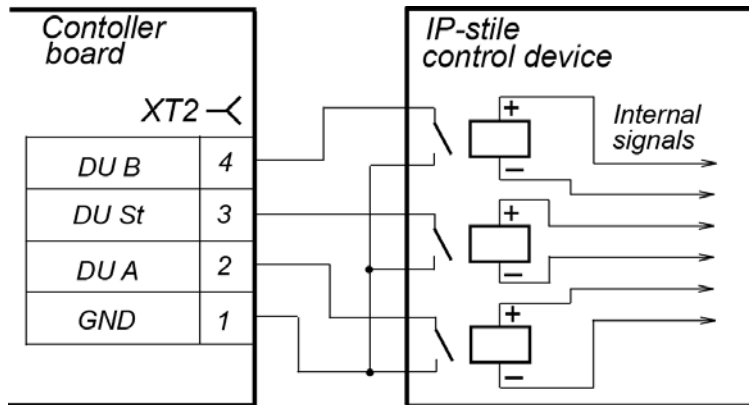 Contoller
board
XT2
DU B 4
DU St 3
DU A 2
GND 1
IP-stile
control device
+
−
+
−
+
−
Internal
signals